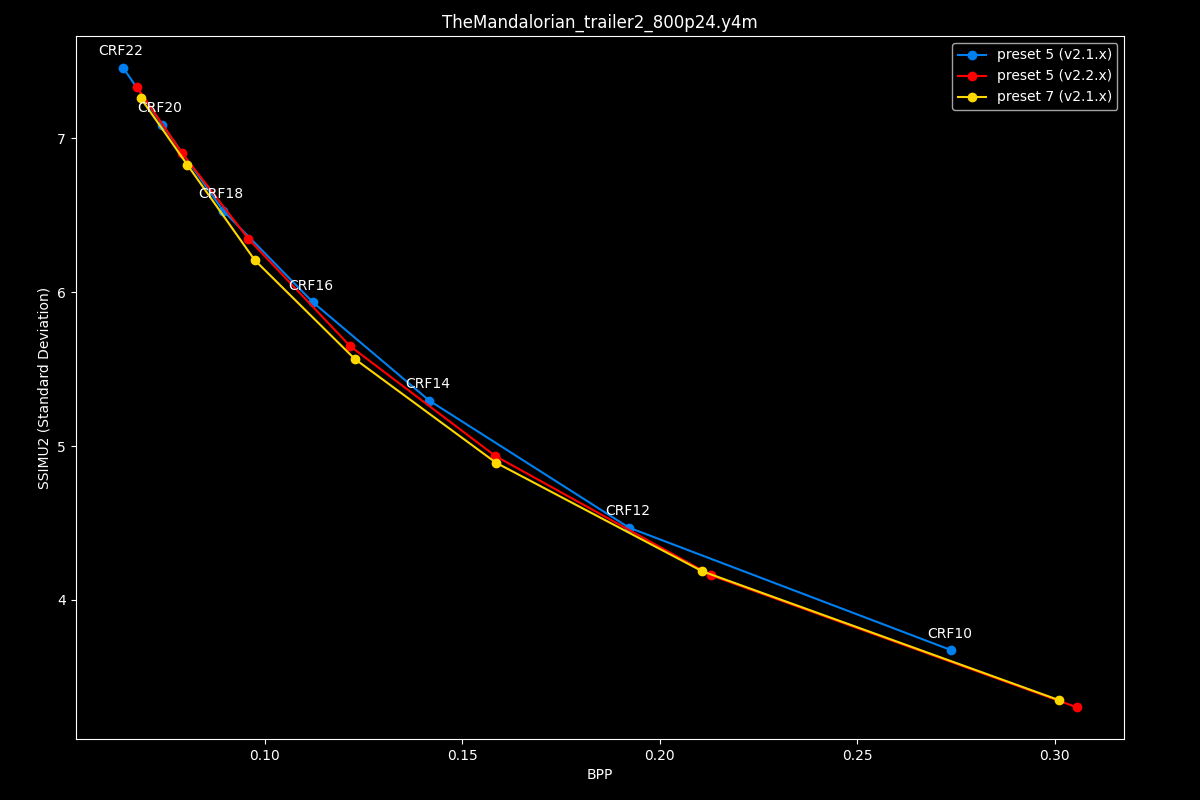 TheMandalorian_trailer2_800p24.y4m
preset 5 (v2.1.x)
preset 5 (v2.2.x)
preset 7 (v2.1.x)
CRF22
CRF20
CRF18
CRF16
CRF14
CRF12
CRF10
7
6
5
4
SSIMU2 (Standard Deviation)
0.10
0.15
0.20
0.25
0.30
BPP